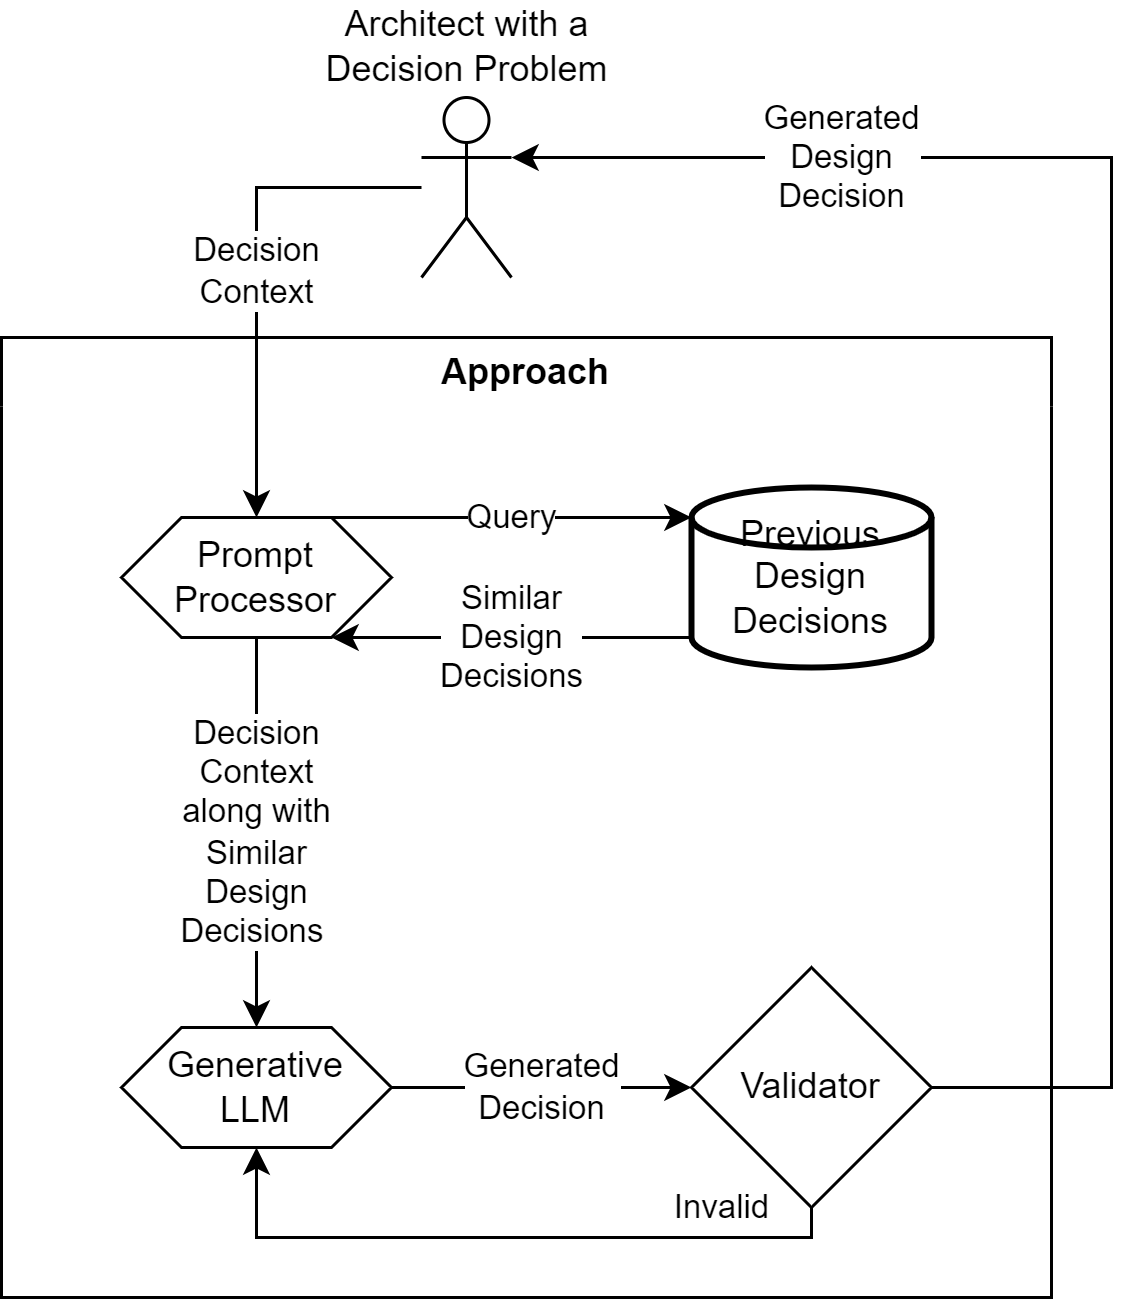 Architect with a
Decision Problem
Generated
Design
Decision
Decision
Context
Approach
Prompt
Processor
Query
Previous
Design
Decisions
Similar
Design
Decisions
Decision
Context
along with
Similar
Design
Decisions
Generative
LLM
Generated
Decision
Validator
Invalid